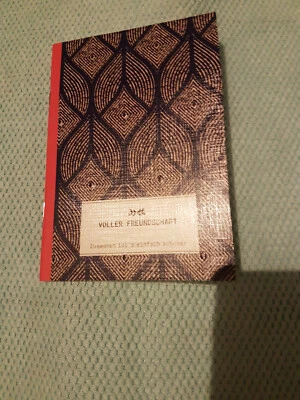 VOLLER FREUNDSCHAFT
Zusammen ist's einfach schöner